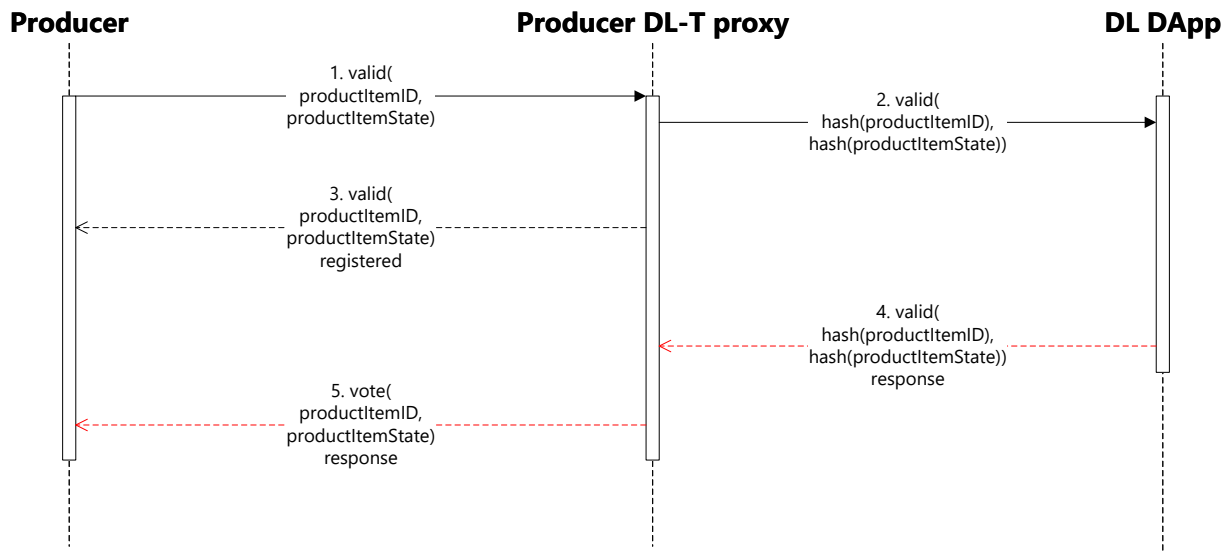 Producer
Producer DL-T proxy
DL DApp
1. valid(
productItemID,
productItemState)
2. valid(
hash(productItemID),
hash(productItemState))
3. valid(
productItemID,
productItemState)
registered
4. valid(
hash(productItemID),
hash(productItemState))
response
5. vote(
productItemID,
productItemState)
response